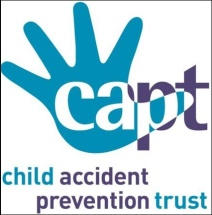 capt
child accident
prevention trust